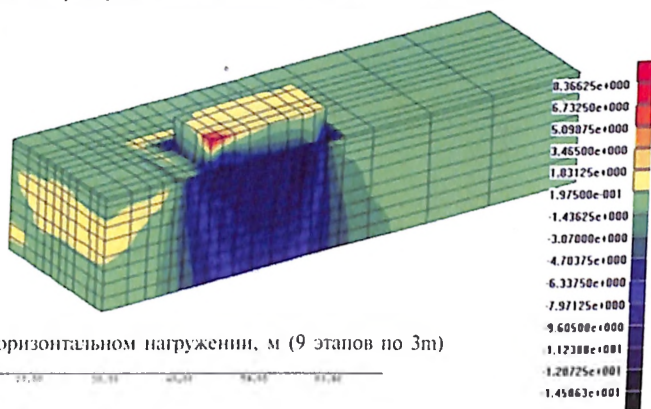 8.36625e+000
6.73250e+000
5.09875e+000
3.46500e+000
1.83125e+000
1.97500e-001
-1.43625e+000
-3.07000e+000
-4.70375e+000
-6.33750e+000
-7.97125e+000
9.60500e+000
1.12388e+001
-1.28725e+001
-1.45063e+001
оризонтальном нагружении, м (9 этапов по 3m)